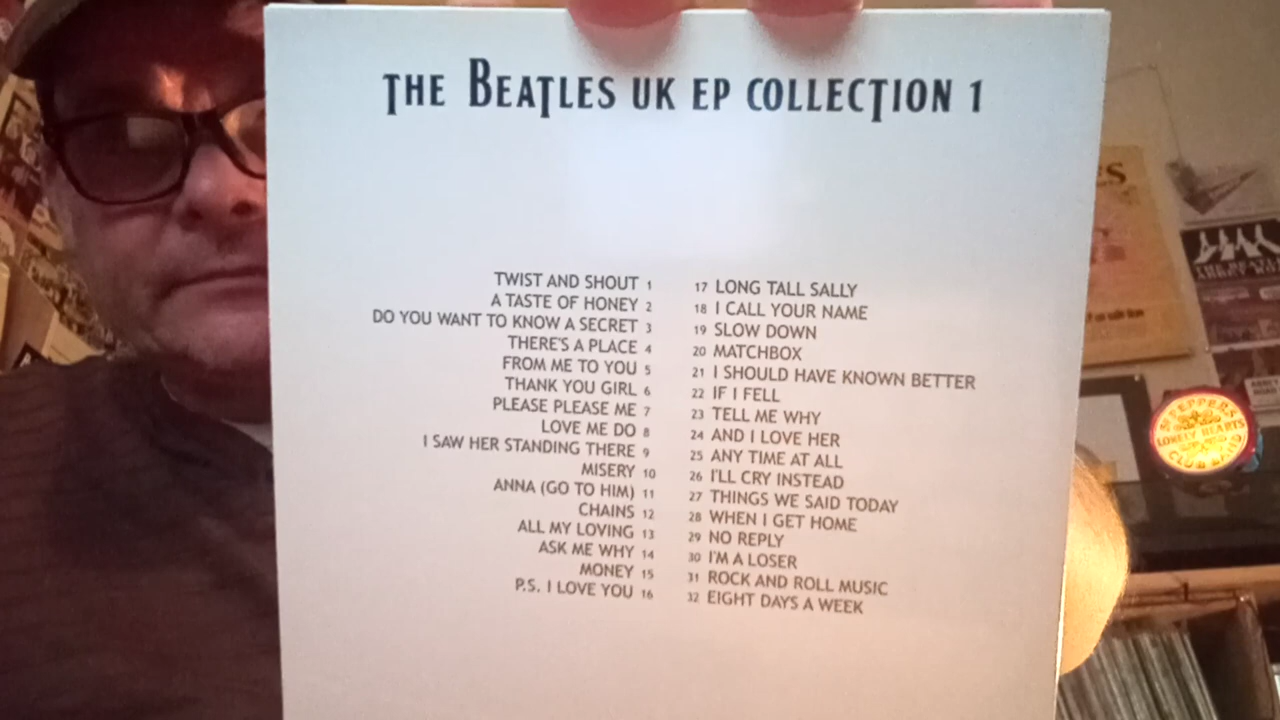 THE BEATLES UK EP COLLECTION 1
TWIST AND SHOUT 1
A TASTE OF HONEY 2
DO YOU WANT TO KNOW A SECRET 3
THERE'S A PLACE 4
FROM ME TO YOU 5
THANK YOU GIRL 6
PLEASE PLEASE ME 7
LOVE ME DO 8
I SAW HER STANDING THERE 9
MISERY 10
ANNA (GO TO HIM) 11
CHAINS 12
ALL MY LOVING 13
ASK ME WHY 14
MONEY 15
P.S. I LOVE YOU 16
17 LONG TALL SALLY
18 I CALL YOUR NAME
19 SLOW DOWN
20 MATCHBOX
21 I SHOULD HAVE KNOWN BETTER
22 IF I FELL
23 TELL ME WHY
24 AND I LOVE HER
25 ANY TIME AT ALL
26 I'LL CRY INSTEAD
27 THINGS WE SAID TODAY
28 WHEN I GET HOME
29 NO REPLY
30 I'M A LOSER
31 ROCK AND ROLL MUSIC
32 EIGHT DAYS A WEEK
LONELY HEARTS
CLUB BAND